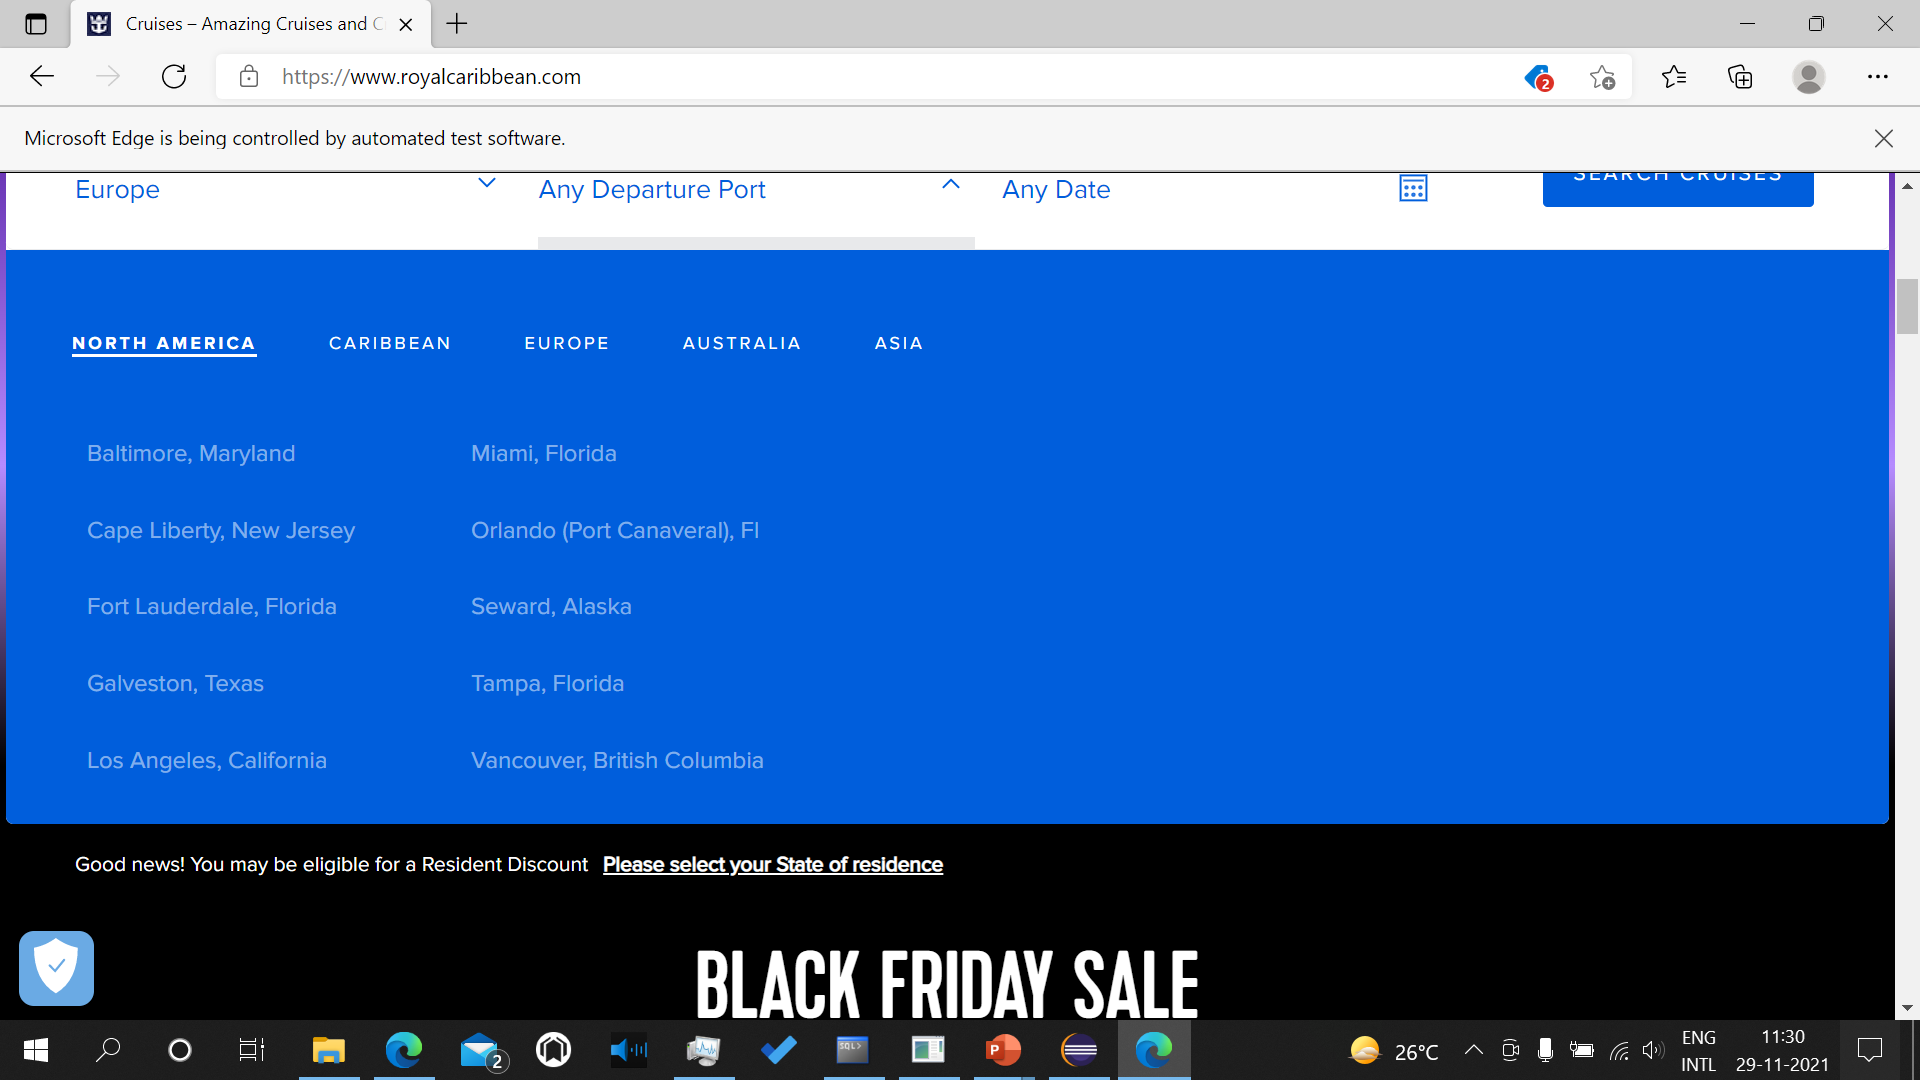 Cruises – Amazing Cruises and C
https://www.royalcaribbean.com
2
Microsoft Edge is being controlled by automated test software.
Europe
Any Departure Port
Any Date
SEARCH CRUISES
NORTH AMERICA
CARIBBEAN
EUROPE
AUSTRALIA
ASIA
Baltimore, Maryland
Miami, Florida
Cape Liberty, New Jersey
Orlando (Port Canaveral), Fl
Fort Lauderdale, Florida
Seward, Alaska
Galveston, Texas
Tampa, Florida
Los Angeles, California
Vancouver, British Columbia
Good news! You may be eligible for a Resident Discount Please select your State of residence
BLACK FRIDAY SALE
2
SQL>
P
26°C
ENG
INTL
11:30
29-11-2021